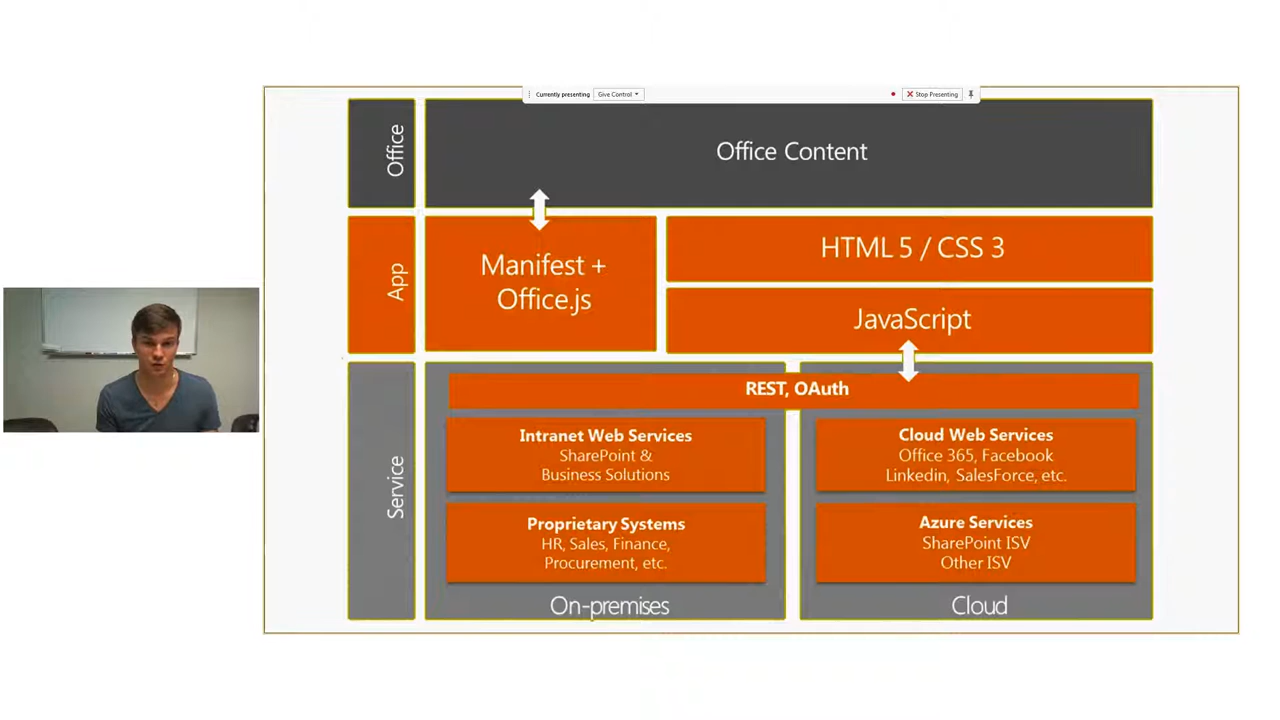 Currently presenting Give Control Stop Presenting
Office
Office Content
App
Manifest +
Office.js
HTML 5 / CSS 3
JavaScript
Service
REST, OAuth
Intranet Web Services
SharePoint &
Business Solutions
Proprietary Systems
HR, Sales, Finance,
Procurement, etc.
On-premises
Cloud Web Services
Office 365, Facebook
Linkedin, SalesForce, etc.
Azure Services
SharePoint ISV
Other ISV
Cloud